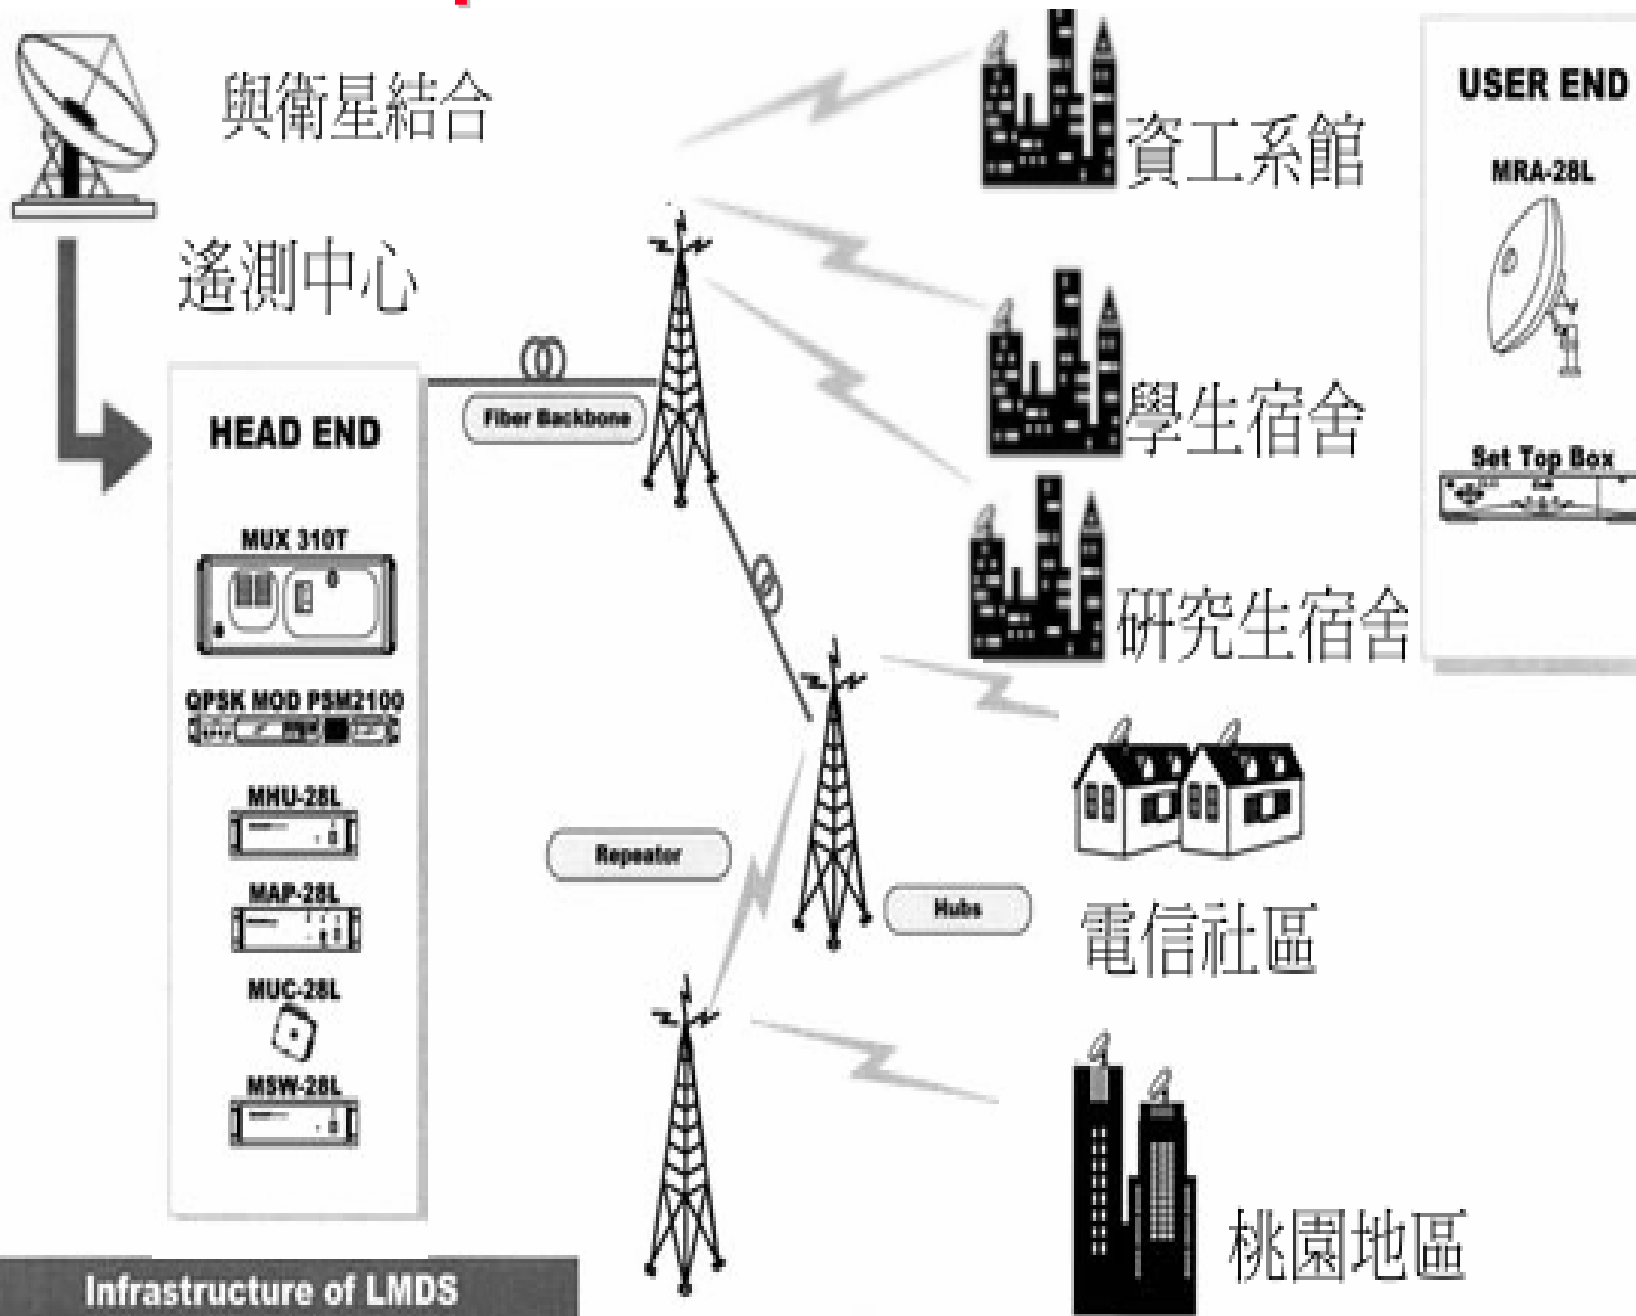 與衛星結合
遙測中心
HEAD END
MUX 310T
QPSK MOD PSM2100
MHU-28L
MAP-28L
MUC-28L
MSW-28L
Fiber Backbone
Repeator
Hubs
資工系館
學生宿舍
研究生宿舍
電信社區
桃園地區
USER END
MRA-28L
Set Top Box
Infrastructure of LMDS